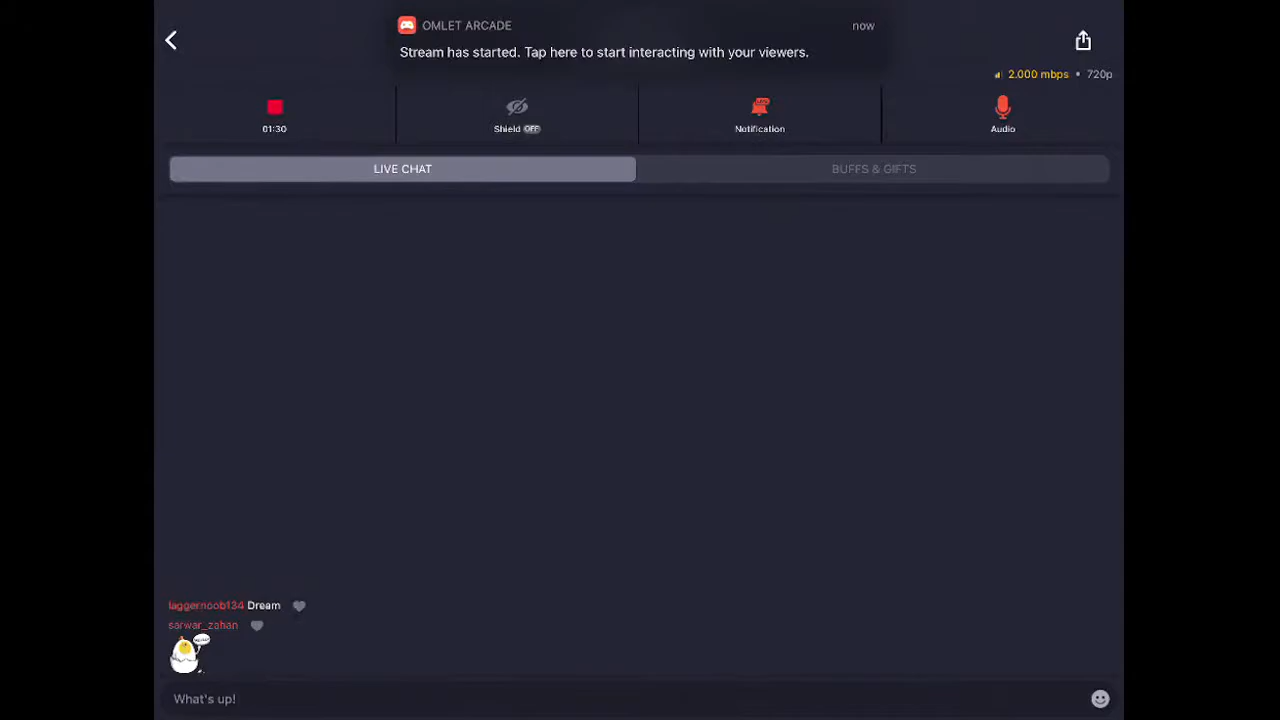 OMLET ARCADE
now
Stream has started. Tap here to start interacting with your viewers.
2.000 mbps • 720p
01:30
Shield OFF
Notification
Audio
LIVE CHAT
BUFFS & GIFTS
laggernoob134 Dream
sarwar_zahan
What's up!